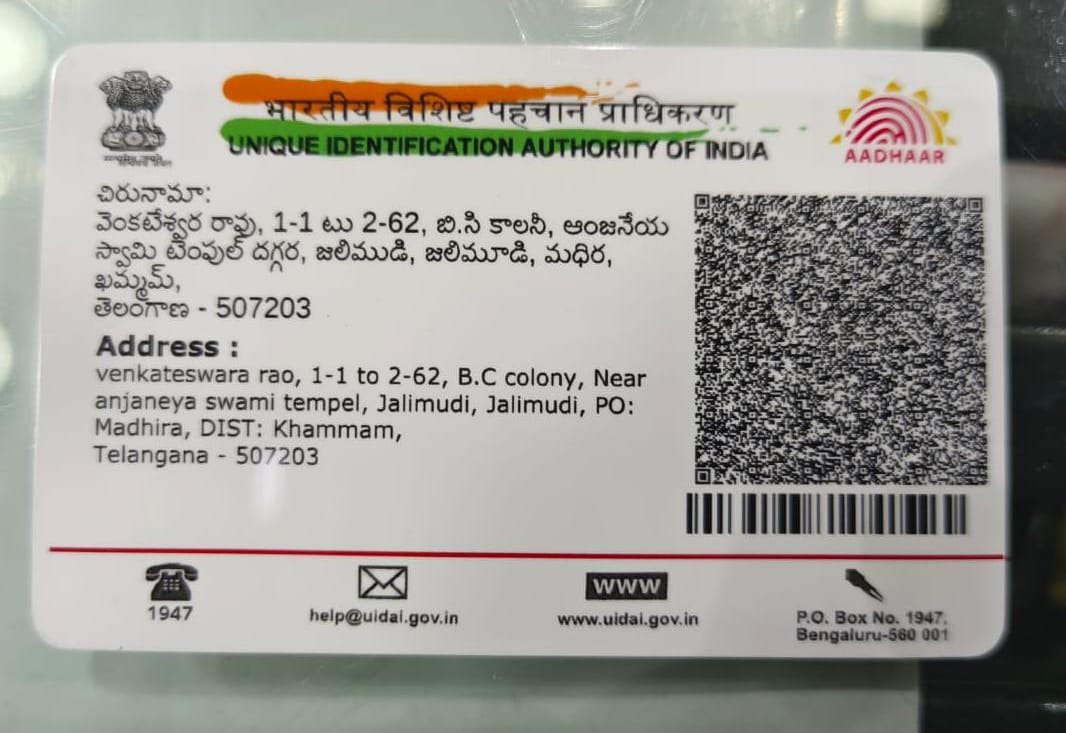 भारतीय विशिष्ट पहचान प्राधिकरण
UNIQUE IDENTIFICATION AUTHORITY OF INDIA
AADHAAR
చిరునామా:
వెంకటేశ్వర రావు, 1-1 టు 2-62, బి.సి కాలనీ, ఆంజనేయ
స్వామి టెంపుల్ దగ్గర, జలిముడి, జలిమూడి, మధిర,
ఖమ్మమ్,
తెలంగాణ - 507203
Address :
venkateswara rao, 1-1 to 2-62, B.C colony, Near
anjaneya swami tempel, Jalimudi, Jalimudi, PO:
Madhira, DIST: Khammam,
Telangana - 507203
1947
help@uidai.gov.in
www
www.uidai.gov.in
P.O. Box No. 1947,
Bengaluru-560 001